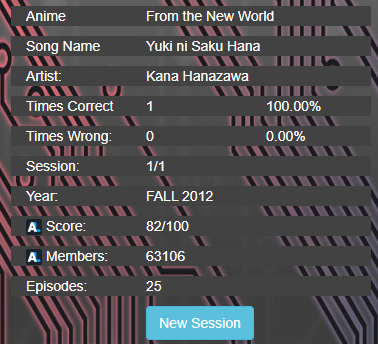 Anime From the New World
Song Name Yuki ni Saku Hana
Artist: Kana Hanazawa
Times Correct 1 100.00%
Times Wrong: 0 0.00%
Session: 1/1
Year: FALL 2012
A. Score: 82/100
A. Members: 63106
Episodes: 25
New Session